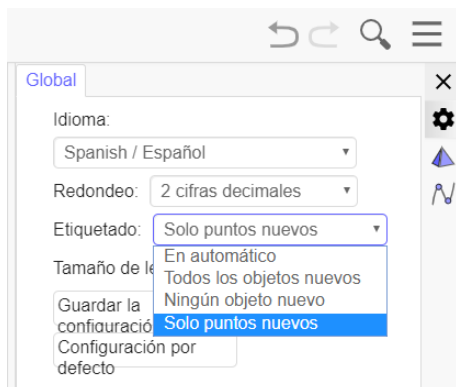 Global
Idioma:
Spanish / Español
Redondeo: 2 cifras decimales
Etiquetado: Solo puntos nuevos
En automático
Tamaño de le
Todos los objetos nuevos
Ningún objeto nuevo
Guardar la
configuració
Solo puntos nuevos
Configuración por
defecto